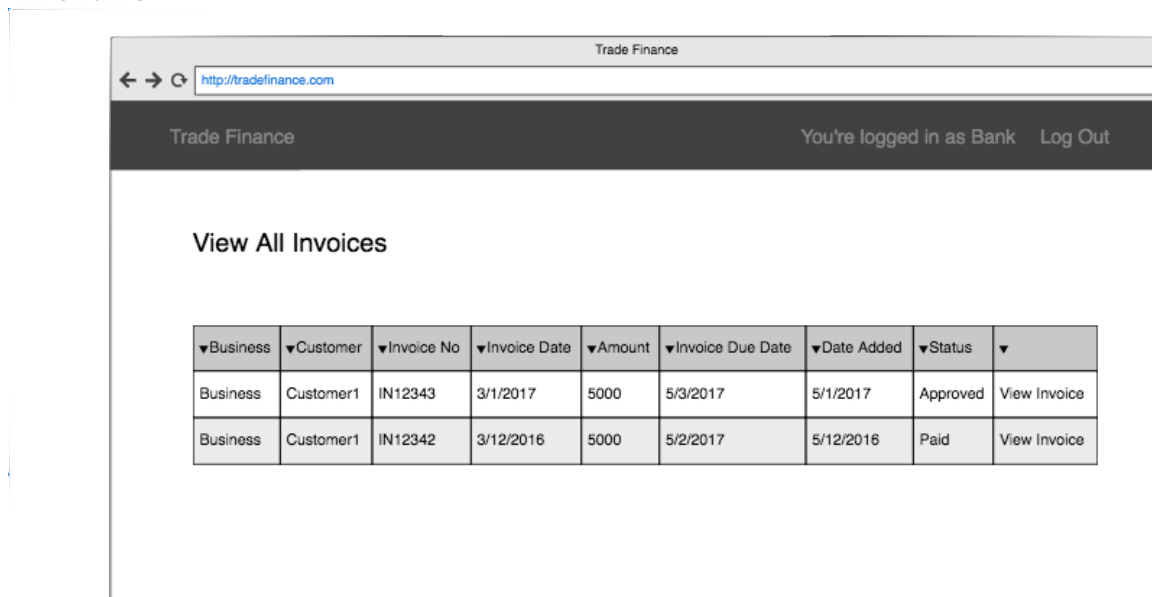 Trade Finance
http://tradefinance.com
Trade Finance You're logged in as Bank Log Out
View All Invoices
▼Business ▼Customer ▼Invoice No ▼Invoice Date ▼Amount ▼Invoice Due Date ▼Date Added ▼Status ▼
Business Customer1 IN12343 3/1/2017 5000 5/3/2017 5/1/2017 Approved View Invoice
Business Customer1 IN12342 3/12/2016 5000 5/2/2017 5/12/2016 Paid View Invoice